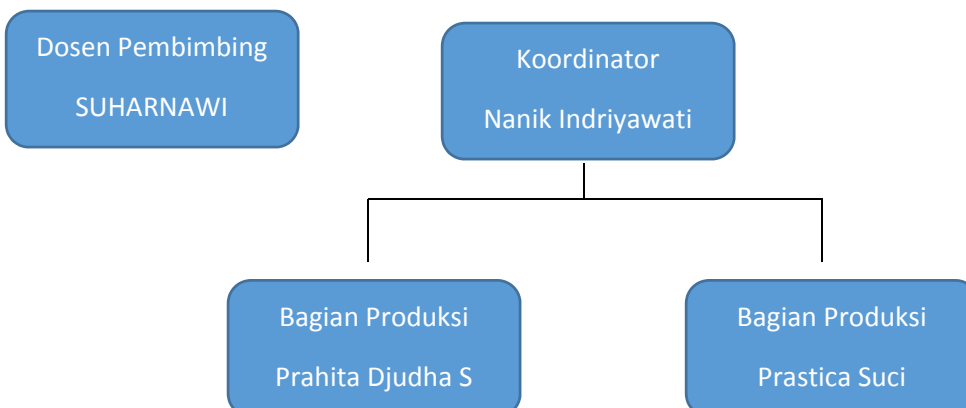 Dosen Pembimbing
SUHARNAWI
Koordinator
Nanik Indriyawati
Bagian Produksi
Prahita Djudha S
Bagian Produksi
Prastica Suci